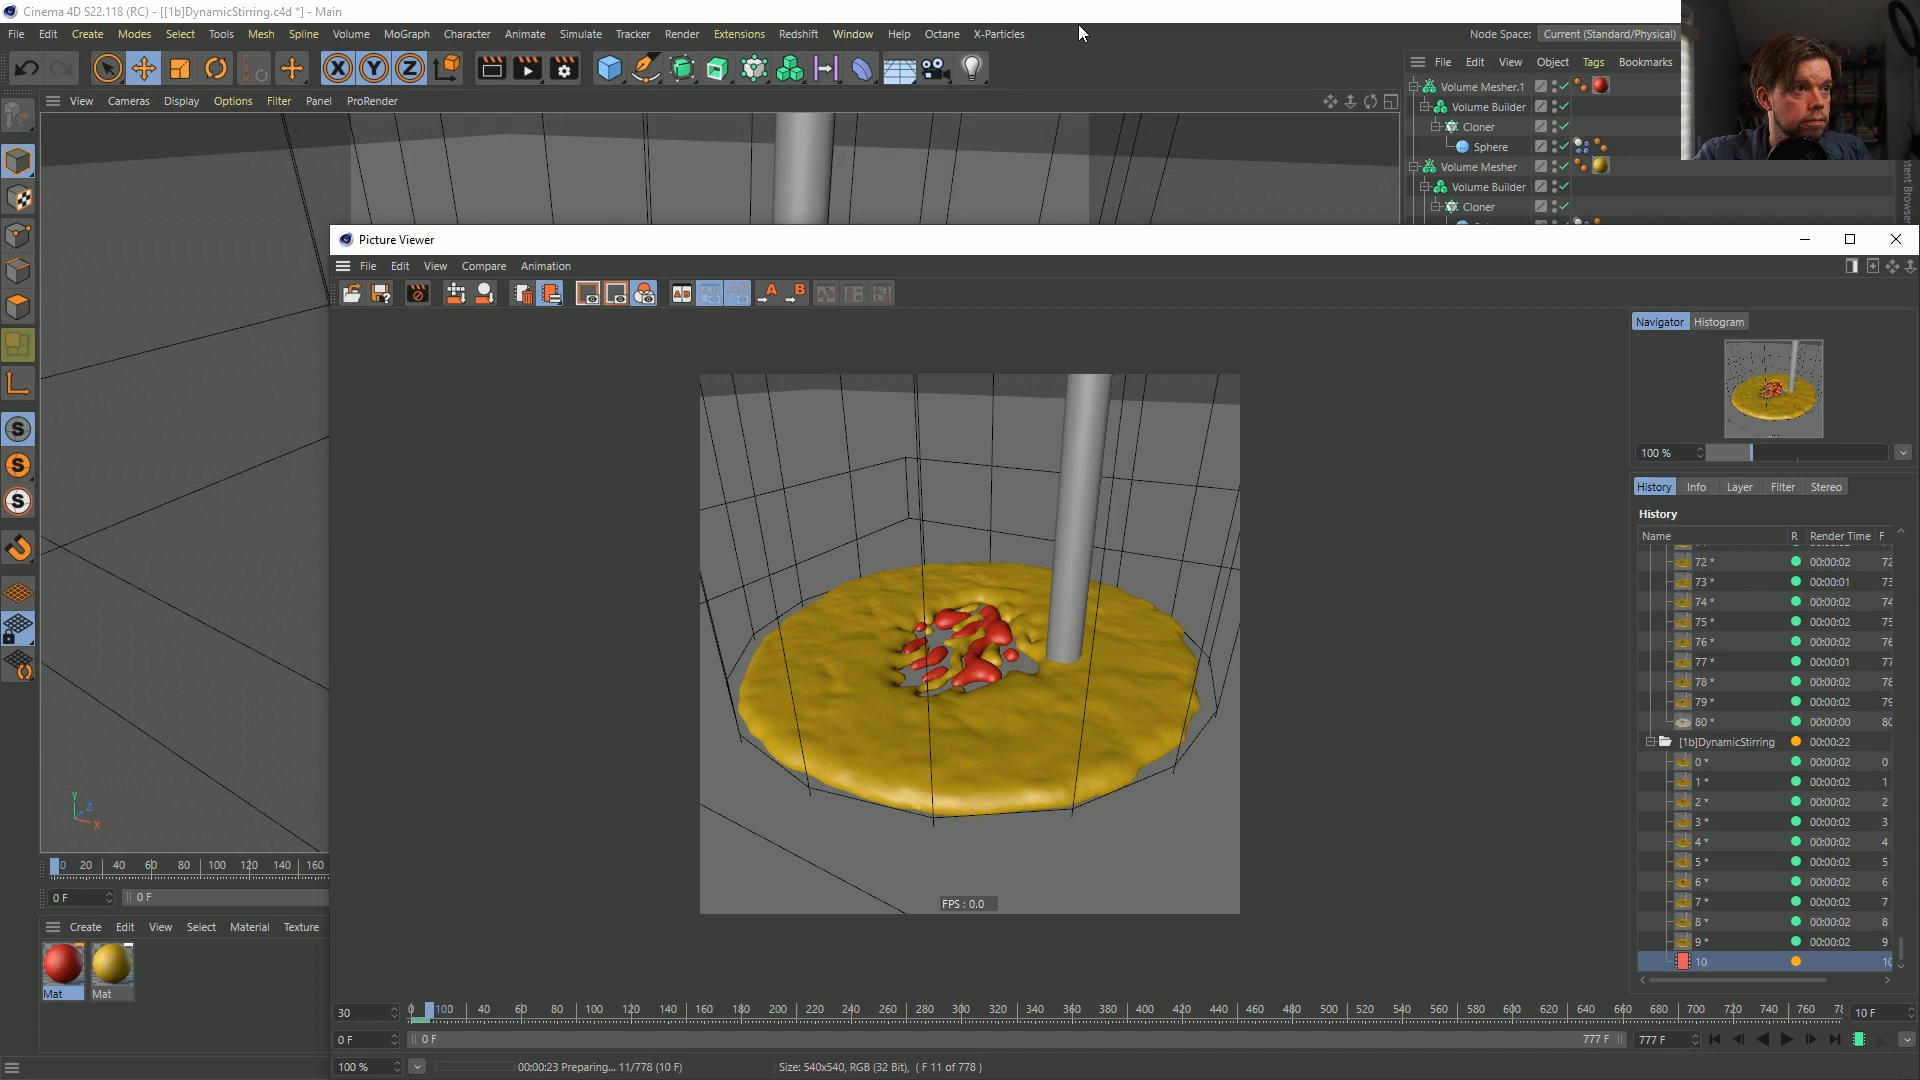 Cinema 4D S22.118 (RC) - [[1b]DynamicStirring.c4d *] - Main
File Edit Create Modes Select Tools Mesh Spline Volume MoGraph Character Animate Simulate Tracker Render Extensions Redshift Window Help Octane X-Particles
Node Space: Current (Standard/Physical)
X Y Z
File Edit View Object Tags Bookmarks
View Cameras Display Options Filter Panel ProRender
Volume Mesher.1
Volume Builder
Cloner
Sphere
Volume Mesher
Volume Builder
Cloner
Picture Viewer
File Edit View Compare Animation
Navigator Histogram
100 %
History Info Layer Filter Stereo
History
Name R Render Time F
72 * 00:00:02 72
73 * 00:00:01 73
74 * 00:00:02 74
75 * 00:00:02 75
76 * 00:00:02 76
77 * 00:00:01 77
78 * 00:00:02 78
79 * 00:00:02 79
80 * 00:00:00 80
[1b]DynamicStirring 00:00:22
0 * 00:00:02 0
1 * 00:00:02 1
2 * 00:00:02 2
3 * 00:00:02 3
4 * 00:00:02 4
5 * 00:00:02 5
6 * 00:00:02 6
7 * 00:00:02 7
8 * 00:00:02 8
9 * 00:00:02 9
10 10
FPS : 0.0
Y Z X
0 20 40 60 80 100 120 140 160
0 F 0 F
Create Edit View Select Material Texture
Mat Mat
30 0 100 40 60 80 100 120 140 160 180 200 220 240 260 280 300 320 340 360 380 400 420 440 460 480 500 520 540 560 580 600 620 640 660 680 700 720 740 760 10 F
0 F 0 F 777 F 777 F
100 % 00:00:23 Preparing... 11/778 (10 F) Size: 540x540, RGB (32 Bit), ( F 11 of 778 )